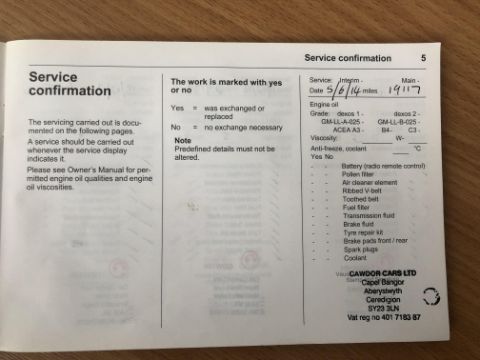 Service confirmation 5
Service
confirmation
The servicing carried out is docu-
mented on the following pages.
A service should be carried out
whenever the service display
indicates it.
Please see Owner's Manual for per-
mitted engine oil qualities and engine
oil viscosities.
The work is marked with yes
or no
Yes = was exchanged or
replaced
No = no exchange necessary
Note
Predefined details must not be
altered.
Service: Interim - Main -
Date 5/6/14 miles 19117
Engine oil
Grade: dexos 1 - dexos 2 -
GM-LL-A-025 - GM-LL-B-025 -
ACEA A3 - B4- C3 -
Viscosity: W-
Anti-freeze, coolant °C
Yes No
- - Battery (radio remote control)
- - Pollen filter
- - Air cleaner element
- - Ribbed V-belt
- - Toothed belt
- - Fuel filter
- - Transmission fluid
- - Brake fluid
- - Tyre repair kit
- - Brake pads front / rear
- - Spark plugs
- - Coolant
CAWDOR CARS LTD
Capel Bangor
Aberystwyth
Ceredigion
SY23 3LN
Vat reg no 401 7183 87